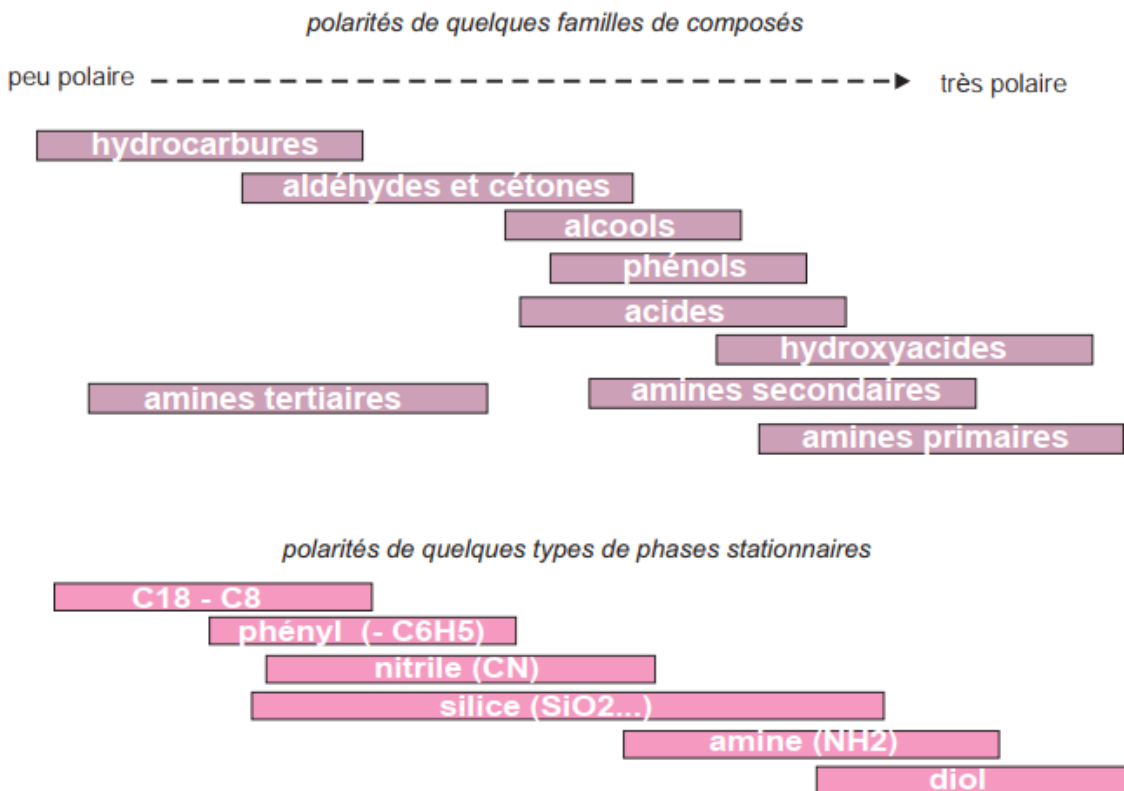 polarités de quelques familles de composés
peu polaire
très polaire
hydrocarbures
aldéhydes et cétones
alcools
phénols
acides
hydroxyacides
amines tertiaires
amines secondaires
amines primaires
polarités de quelques types de phases stationnaires
C18 - C8
phényl (- C6H5)
nitrile (CN)
silice (SiO2...)
amine (NH2)
diol